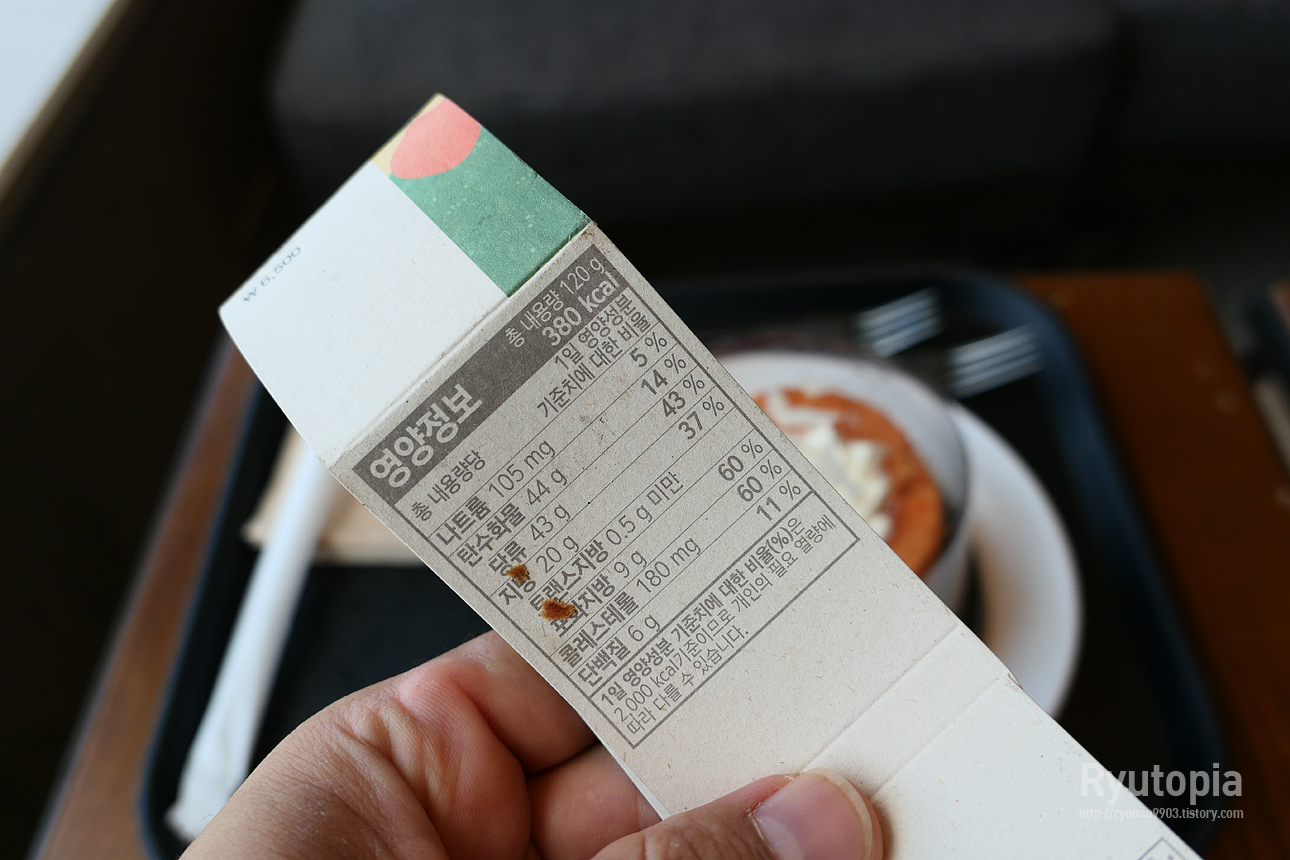 ₩ 6,500
영양정보
총 내용량 120 g
380 kcal
총 내용량당
1일 영양성분
기준치에 대한 비율
나트륨 105 mg 5 %
탄수화물 44 g 14 %
당류 43 g 43 %
지방 20 g 37 %
트랜스지방 0.5 g 미만
포화지방 9 g 60 %
콜레스테롤 180 mg 60 %
단백질 6 g 11 %
1일 영양성분 기준치에 대한 비율(%)은
2,000 kcal기준이므로 개인의 필요 열량에
따라 다를 수 있습니다.
Ryutopia
http://ryunan9903.tistory.com